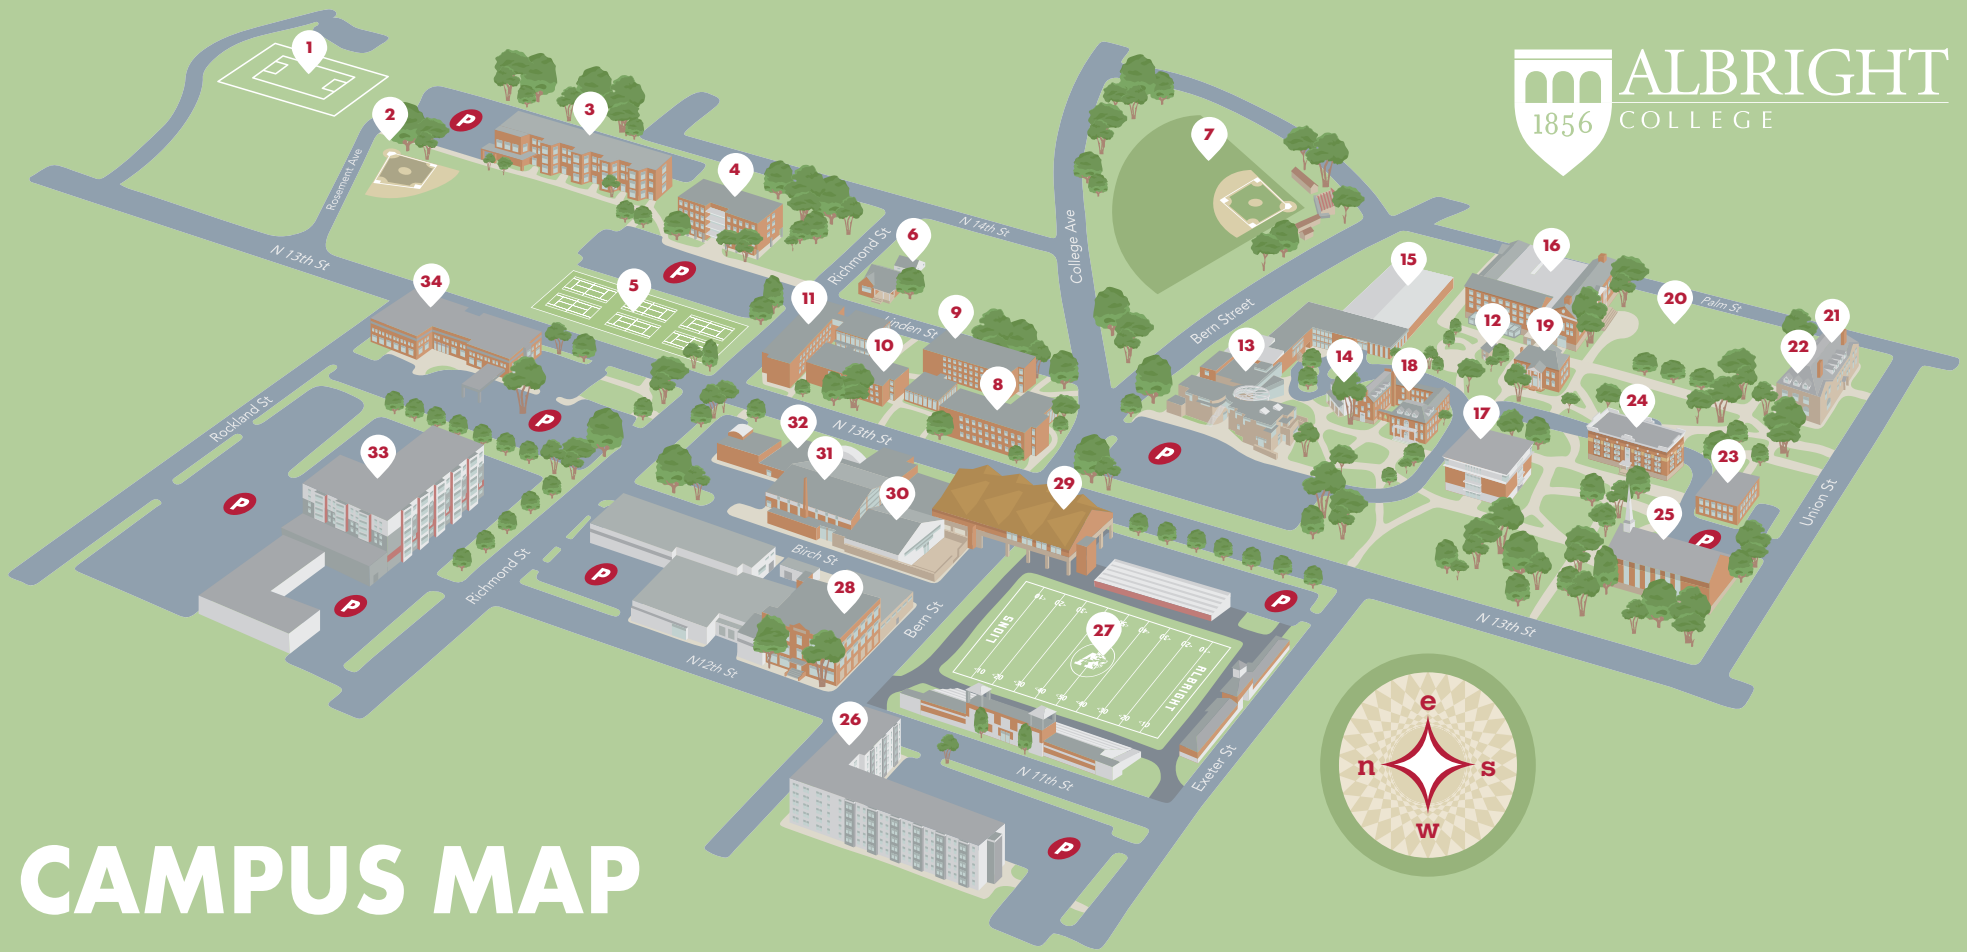 ALBRIGHT
COLLEGE
1856
1
2
3
P
4
7
Rosement Ave
N 14th St
College Ave
Richmond St
6
N 13th St
5
P
34
11
Linden St
9
10
8
Bern Street
15
16
20
Palm St
21
12
19
13
14
18
22
17
24
Rockland St
P
32
N 13th St
31
33
P
30
29
P
23
Union St
25
P
Birch St
Richmond St
P
28
P
Bern St
P
N 13th St
LIONS
27
ALBRIGHT
N12th St
26
N 11th St
Exeter St
P
e
n
s
w
CAMPUS MAP